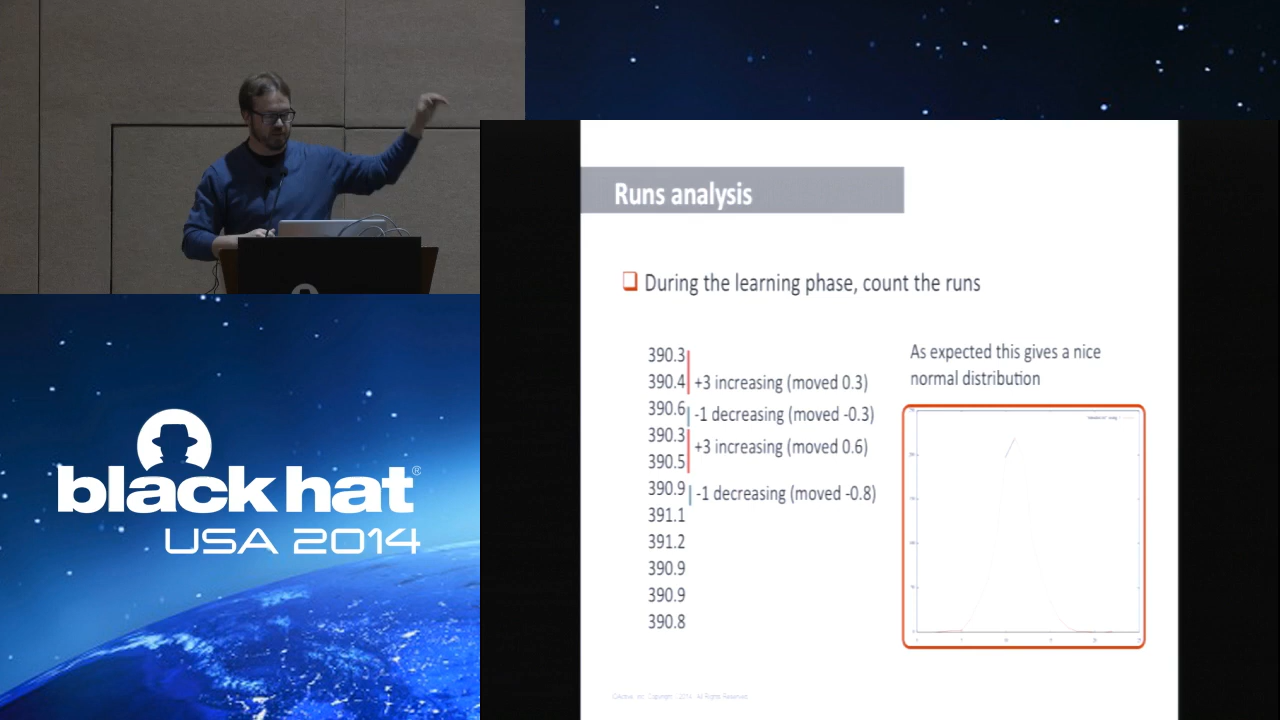 Runs analysis
During the learning phase, count the runs
390.3
390.4
390.6
390.3
390.5
390.9
391.1
391.2
390.9
390.9
390.8
+3 increasing (moved 0.3)
-1 decreasing (moved -0.3)
+3 increasing (moved 0.6)
-1 decreasing (moved -0.8)
As expected this gives a nice
normal distribution
black hat®
USA 2014